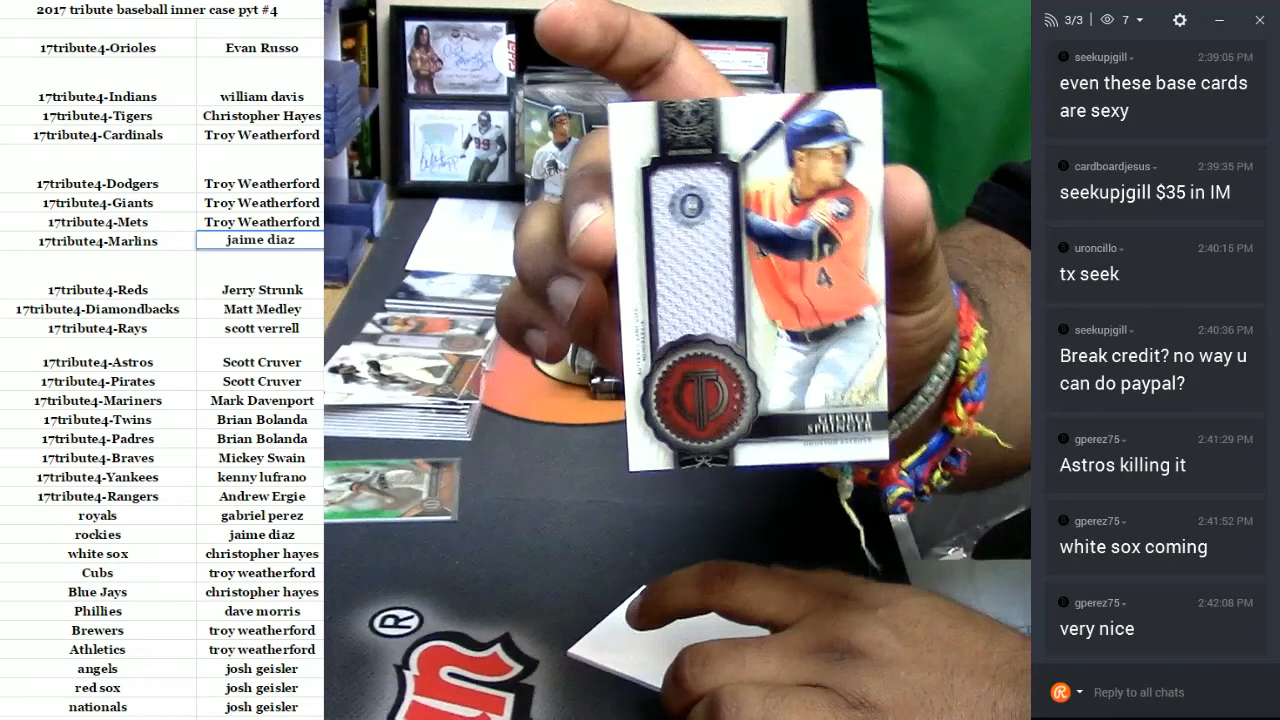 2017 tribute baseball inner case pyt #4
17tribute4-Orioles Evan Russo
17tribute4-Indians william davis
17tribute4-Tigers Christopher Hayes
17tribute4-Cardinals Troy Weatherford
17tribute4-Dodgers Troy Weatherford
17tribute4-Giants Troy Weatherford
17tribute4-Mets Troy Weatherford
17tribute4-Marlins jaime diaz
17tribute4-Reds Jerry Strunk
17tribute4-Diamondbacks Matt Medley
17tribute4-Rays scott verrell
17tribute4-Astros Scott Cruver
17tribute4-Pirates Scott Cruver
17tribute4-Mariners Mark Davenport
17tribute4-Twins Brian Bolanda
17tribute4-Padres Brian Bolanda
17tribute4-Braves Mickey Swain
17tribute4-Yankees kenny lufrano
17tribute4-Rangers Andrew Ergie
royals gabriel perez
rockies jaime diaz
white sox christopher hayes
Cubs troy weatherford
Blue Jays christopher hayes
Phillies dave morris
Brewers troy weatherford
Athletics troy weatherford
angels josh geisler
red sox josh geisler
nationals josh geisler
topps
99
4
T
®
3/3 7
seekupjgill 2:39:05 PM
even these base cards
are sexy
cardboardjesus 2:39:35 PM
seekupjgill $35 in IM
uroncillo 2:40:15 PM
tx seek
seekupjgill 2:40:36 PM
Break credit? no way u
can do paypal?
gperez75 2:41:29 PM
Astros killing it
gperez75 2:41:52 PM
white sox coming
gperez75 2:42:08 PM
very nice
R Reply to all chats